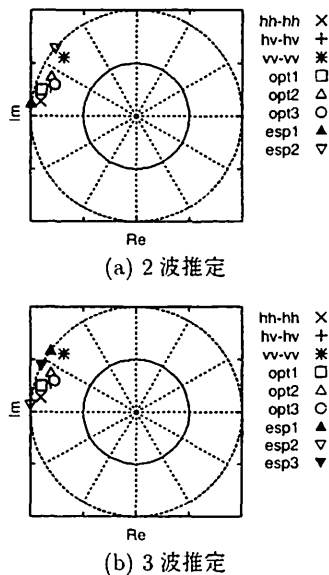 hh-hh
hv-hv
vv-vv
opt1
opt2
opt3
esp1
esp2
Im
Re
(a) 2 波推定
hh-hh
hv-hv
vv-vv
opt1
opt2
opt3
esp1
esp2
esp3
Im
Re
(b) 3 波推定